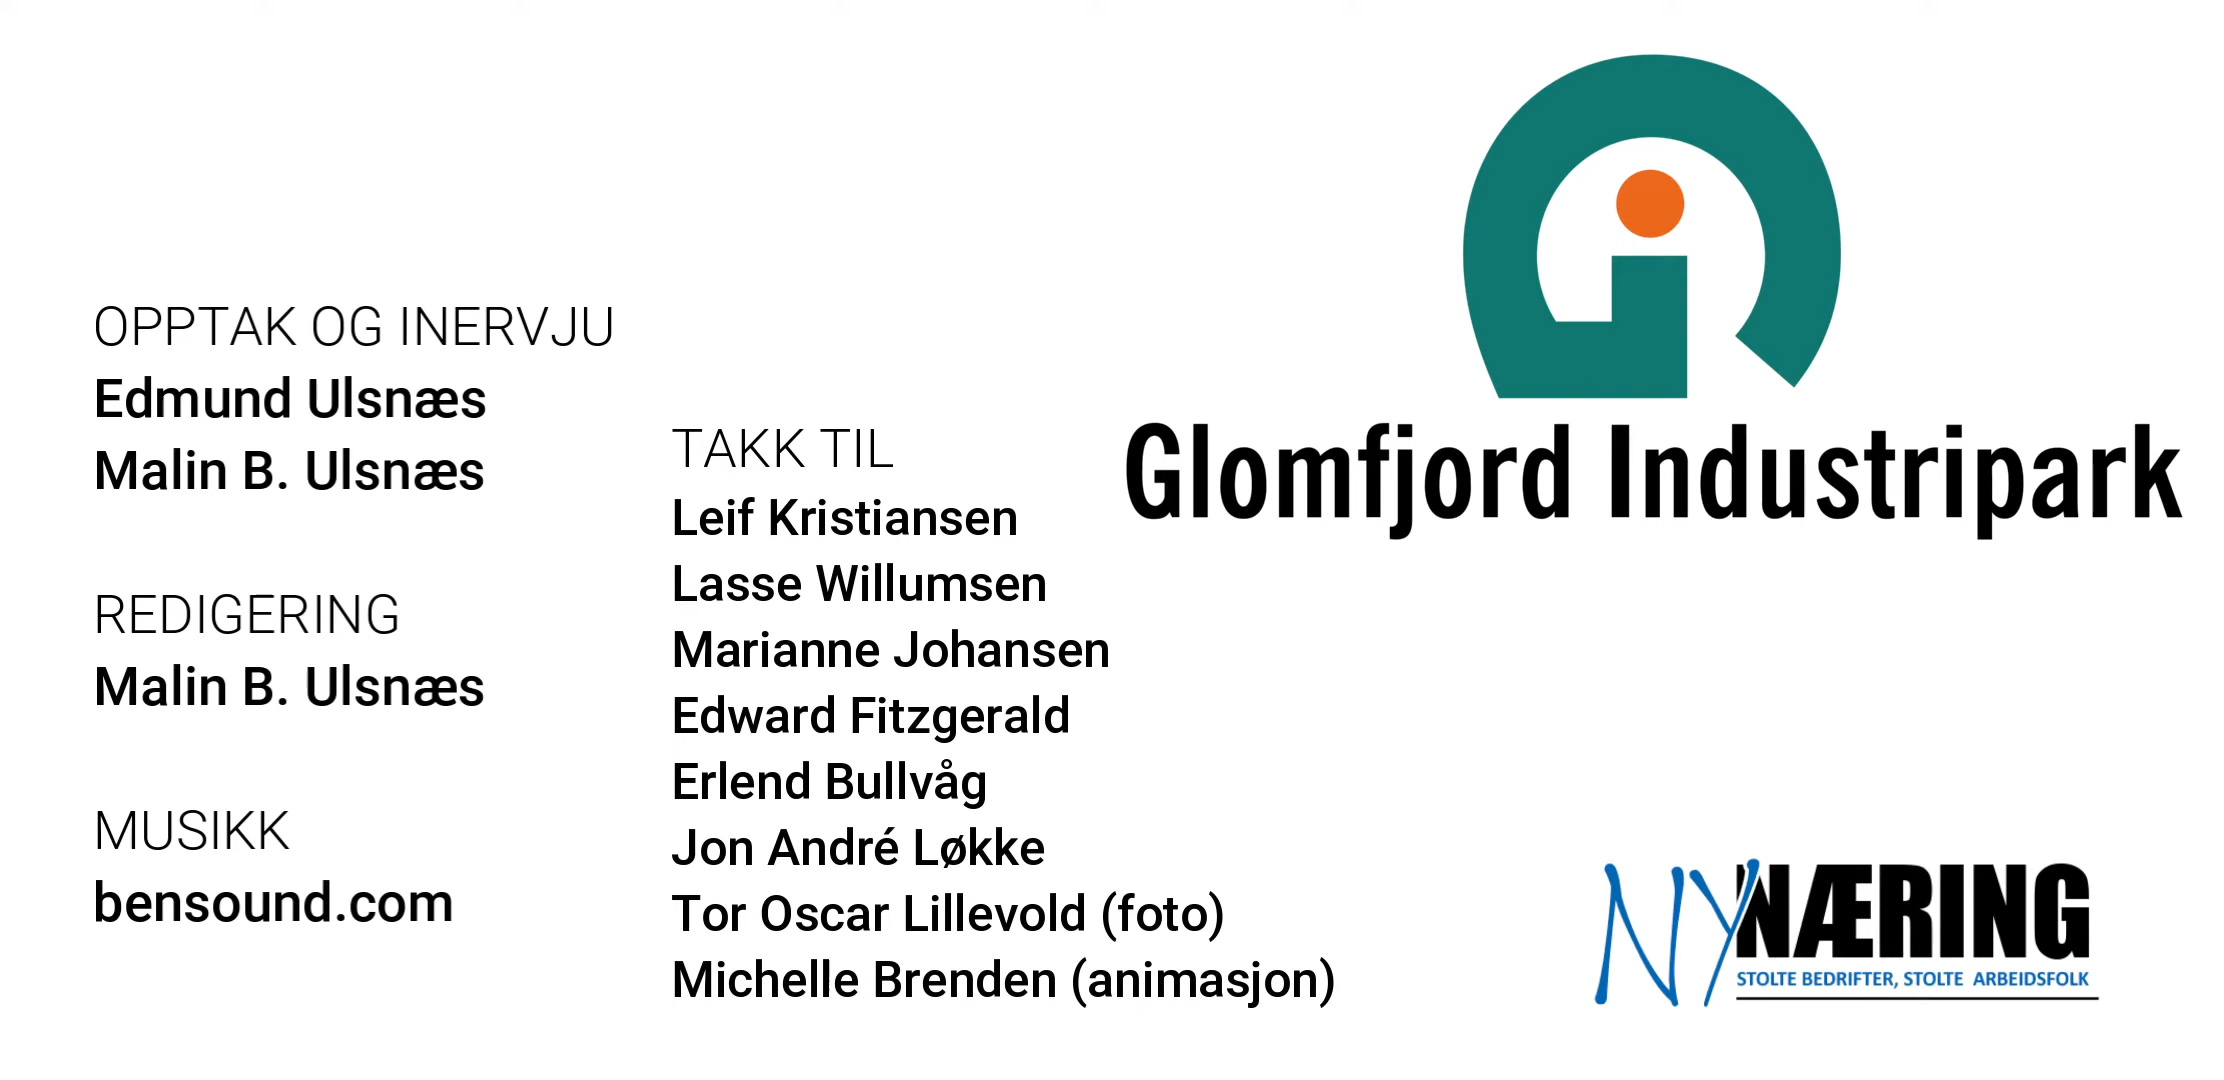 OPPTAK OG INERVJU
Edmund Ulsnæs
Malin B. Ulsnæs
REDIGERING
Malin B. Ulsnæs
MUSIKK
bensound.com
TAKK TIL
Leif Kristiansen
Lasse Willumsen
Marianne Johansen
Edward Fitzgerald
Erlend Bullvåg
Jon André Løkke
Tor Oscar Lillevold (foto)
Michelle Brenden (animasjon)
Glomfjord Industripark
NY NÆRING
STOLTE BEDRIFTER, STOLTE ARBEIDSFOLK